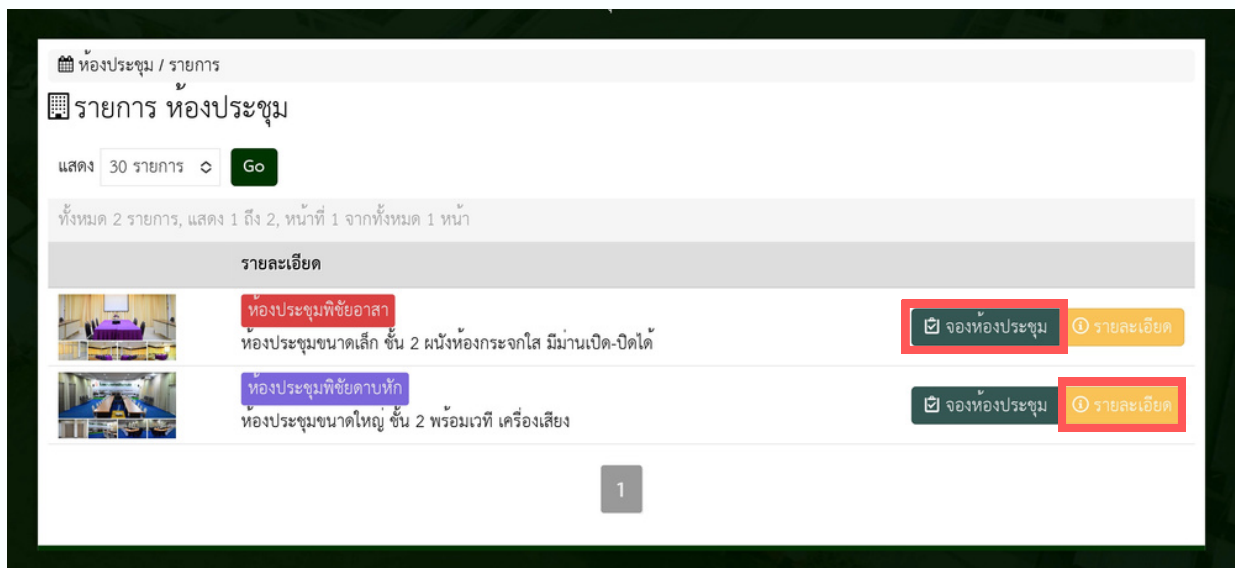 ห้องประชุม / รายการ
รายการ ห้องประชุม
แสดง 30 รายการ Go
ทั้งหมด 2 รายการ, แสดง 1 ถึง 2, หน้าที่ 1 จากทั้งหมด 1 หน้า
รายละเอียด
ห้องประชุมพิชัยอาสา
ห้องประชุมขนาดเล็ก ชั้น 2 ผนังห้องกระจกใส มีม่านเปิด-ปิดได้
จองห้องประชุม รายละเอียด
ห้องประชุมพิชัยดาบหัก
ห้องประชุมขนาดใหญ่ ชั้น 2 พร้อมเวที เครื่องเสียง
จองห้องประชุม รายละเอียด
1